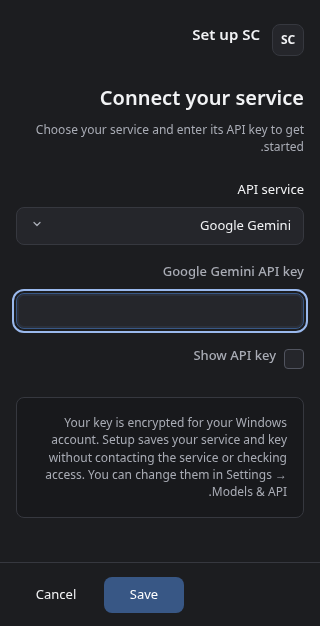 Set up SC
SC
Connect your service
Choose your service and enter its API key to get
started.
API service
Google Gemini
Google Gemini API key
Show API key
Your key is encrypted for your Windows
account. Setup saves your service and key
without contacting the service or checking
access. You can change them in Settings →
Models & API.
Cancel
Save